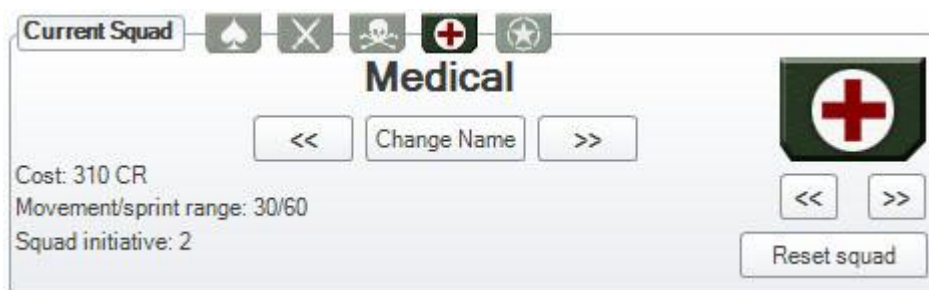 Current Squad
Medical
<< Change Name >>
Cost: 310 CR
Movement/sprint range: 30/60
Squad initiative: 2
<< >>
Reset squad